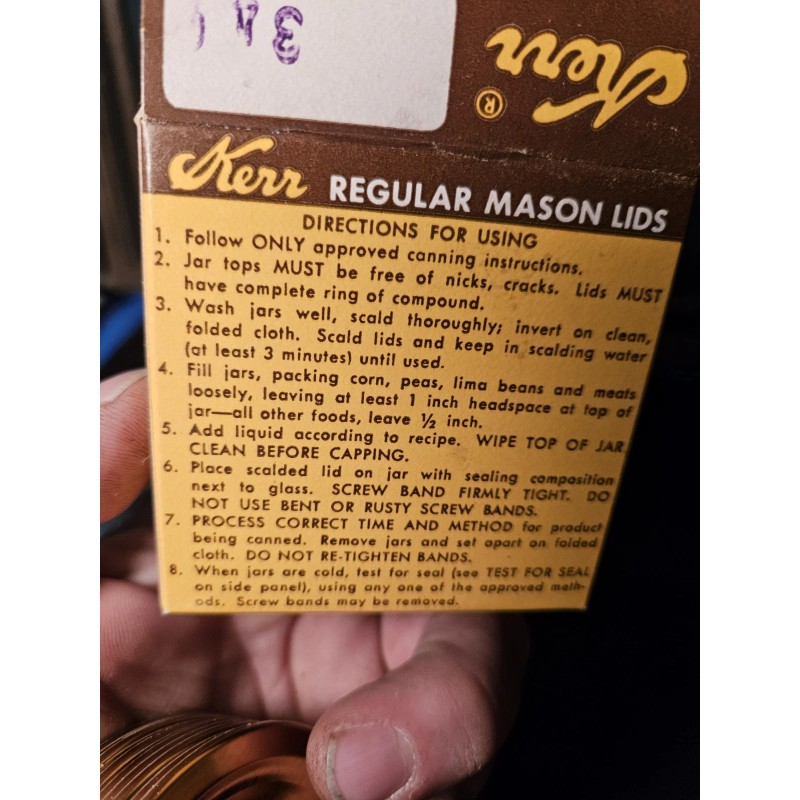 3 A
Kerr ®
Kerr REGULAR MASON LIDS
DIRECTIONS FOR USING
1. Follow ONLY approved canning instructions.
2. Jar tops MUST be free of nicks, cracks. Lids MUST
have complete ring of compound.
3. Wash jars well, scald thoroughly; invert on clean,
folded cloth. Scald lids and keep in scalding water
(at least 3 minutes) until used.
4. Fill jars, packing corn, peas, lima beans and meats
loosely, leaving at least 1 inch headspace at top of
jar—all other foods, leave ½ inch.
5. Add liquid according to recipe. WIPE TOP OF JAR
CLEAN BEFORE CAPPING.
6. Place scalded lid on jar with sealing composition
next to glass. SCREW BAND FIRMLY TIGHT. DO
NOT USE BENT OR RUSTY SCREW BANDS.
7. PROCESS CORRECT TIME AND METHOD for product
being canned. Remove jars and set apart on folded
cloth. DO NOT RE-TIGHTEN BANDS.
8. When jars are cold, test for seal (see TEST FOR SEAL
on side panel), using any one of the approved meth-
ods. Screw bands may be removed.